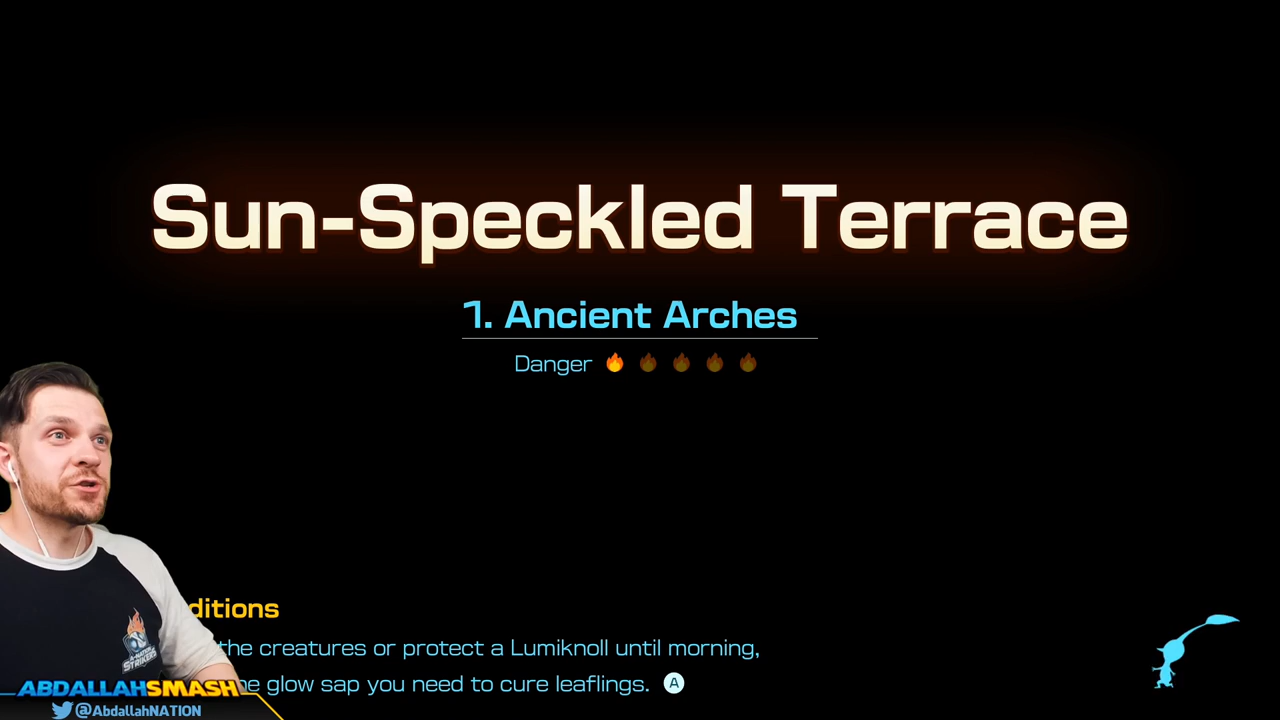 Sun-Speckled Terrace
1. Ancient Arches
Danger
ditions
the creatures or protect a Lumiknoll until morning,
glow sap you need to cure leaflings. A
STRIKERS
ABDALLAHSMASH
@AbdallahNATION